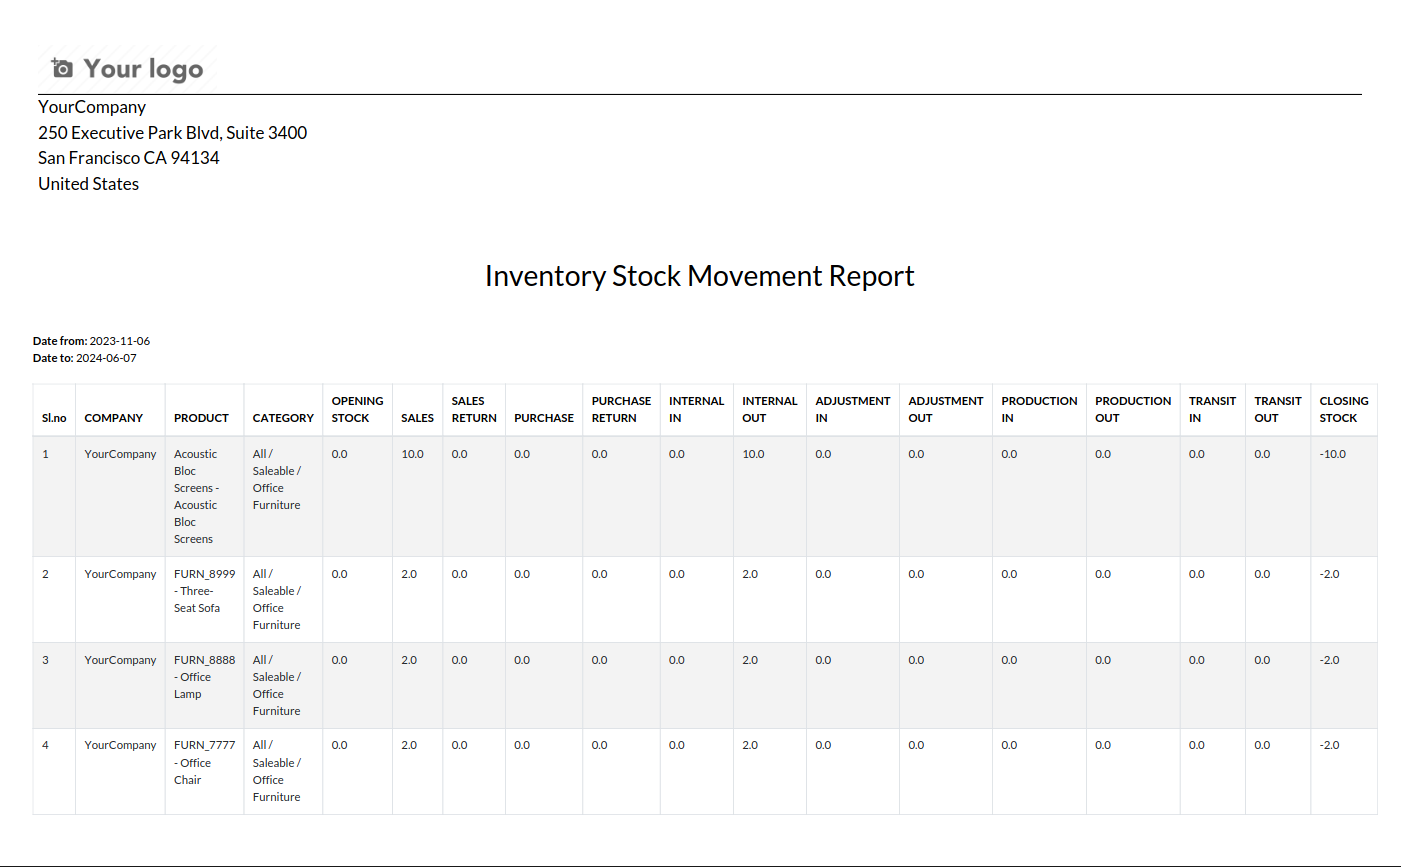 Your logo
YourCompany
250 Executive Park Blvd, Suite 3400
San Francisco CA 94134
United States
Inventory Stock Movement Report
Date from: 2023-11-06
Date to: 2024-06-07
Sl.no COMPANY PRODUCT CATEGORY OPENING STOCK SALES SALES RETURN PURCHASE PURCHASE RETURN INTERNAL IN INTERNAL OUT ADJUSTMENT IN ADJUSTMENT OUT PRODUCTION IN PRODUCTION OUT TRANSIT IN TRANSIT OUT CLOSING STOCK
1 YourCompany Acoustic Bloc Screens - Acoustic Bloc Screens All / Saleable / Office Furniture 0.0 10.0 0.0 0.0 0.0 0.0 10.0 0.0 0.0 0.0 0.0 0.0 0.0 -10.0
2 YourCompany FURN_8999 - Three-Seat Sofa All / Saleable / Office Furniture 0.0 2.0 0.0 0.0 0.0 0.0 2.0 0.0 0.0 0.0 0.0 0.0 0.0 -2.0
3 YourCompany FURN_8888 - Office Lamp All / Saleable / Office Furniture 0.0 2.0 0.0 0.0 0.0 0.0 2.0 0.0 0.0 0.0 0.0 0.0 0.0 -2.0
4 YourCompany FURN_7777 - Office Chair All / Saleable / Office Furniture 0.0 2.0 0.0 0.0 0.0 0.0 2.0 0.0 0.0 0.0 0.0 0.0 0.0 -2.0